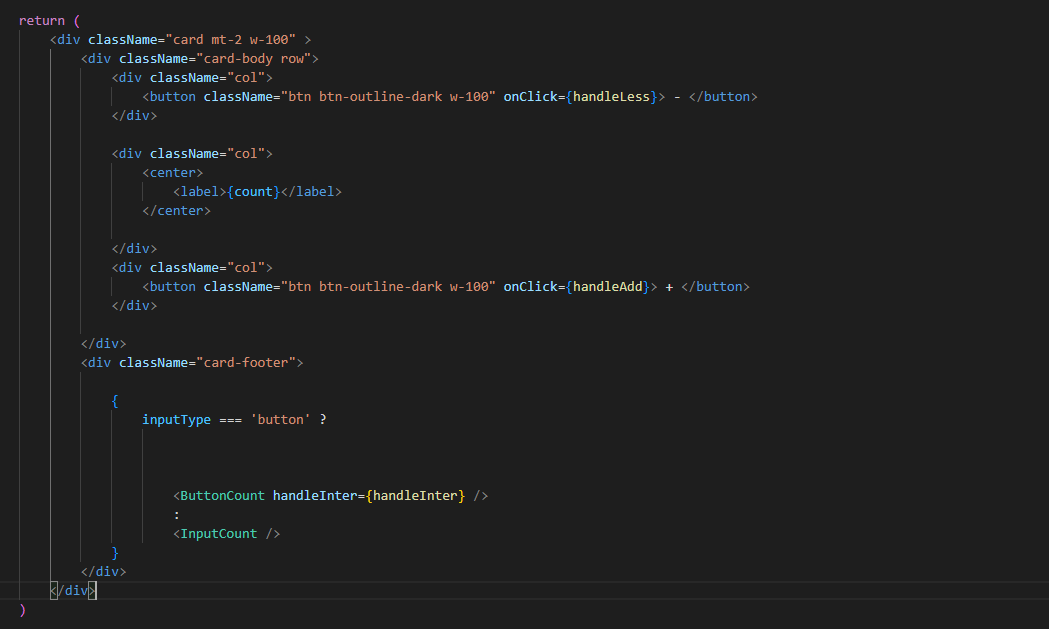 return (
<div className="card mt-2 w-100" >
<div className="card-body row">
<div className="col">
<button className="btn btn-outline-dark w-100" onClick={handleLess}> - </button>
</div>
<div className="col">
<center>
<label>{count}</label>
</center>
</div>
<div className="col">
<button className="btn btn-outline-dark w-100" onClick={handleAdd}> + </button>
</div>
</div>
<div className="card-footer">
{
inputType === 'button' ?
<ButtonCount handleInter={handleInter} />
:
<InputCount />
}
</div>
</div>
)